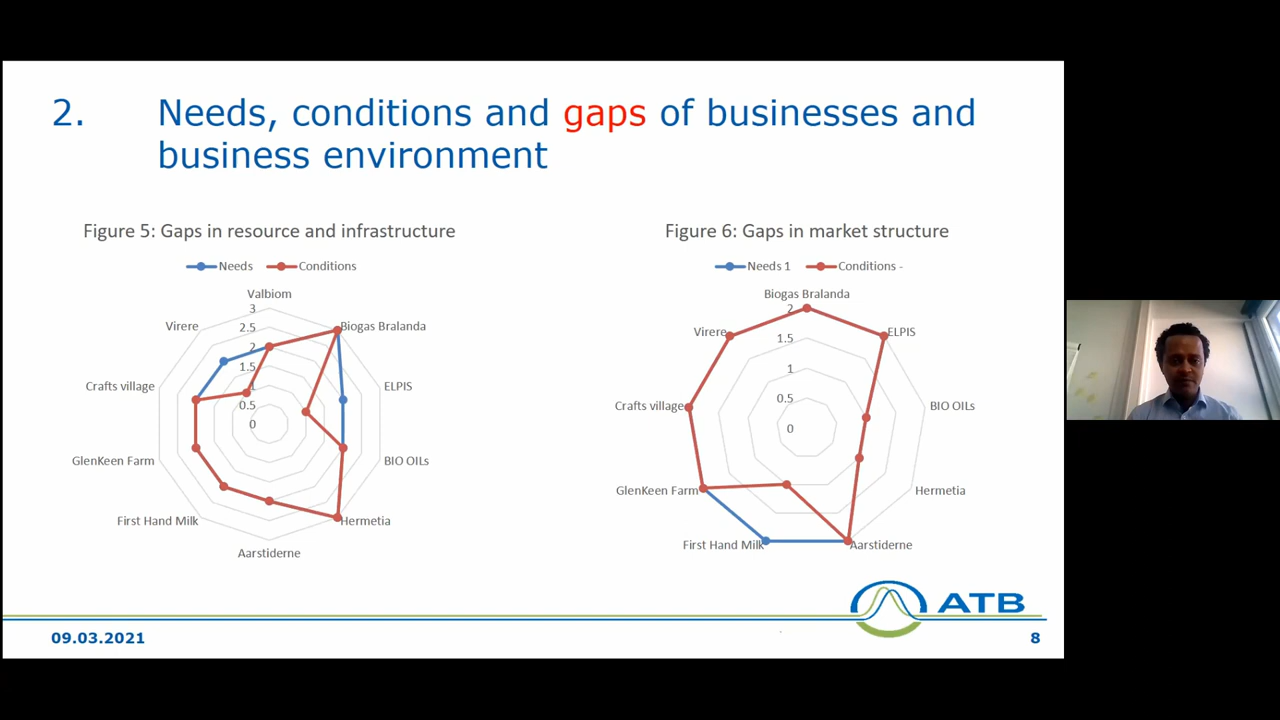 2. Needs, conditions and gaps of businesses and
business environment
Figure 5: Gaps in resource and infrastructure
Needs Conditions
Valbiom
Biogas Bralanda
ELPIS
BIO OILs
Hermetia
Aarstiderne
First Hand Milk
GlenKeen Farm
Crafts village
Virere
3
2.5
2
1.5
1
0.5
0
Figure 6: Gaps in market structure
Needs 1 Conditions -
Biogas Bralanda
ELPIS
BIO OILs
Hermetia
Aarstiderne
First Hand Milk
GlenKeen Farm
Crafts village
Virere
2
1.5
1
0.5
0
ATB
09.03.2021
8